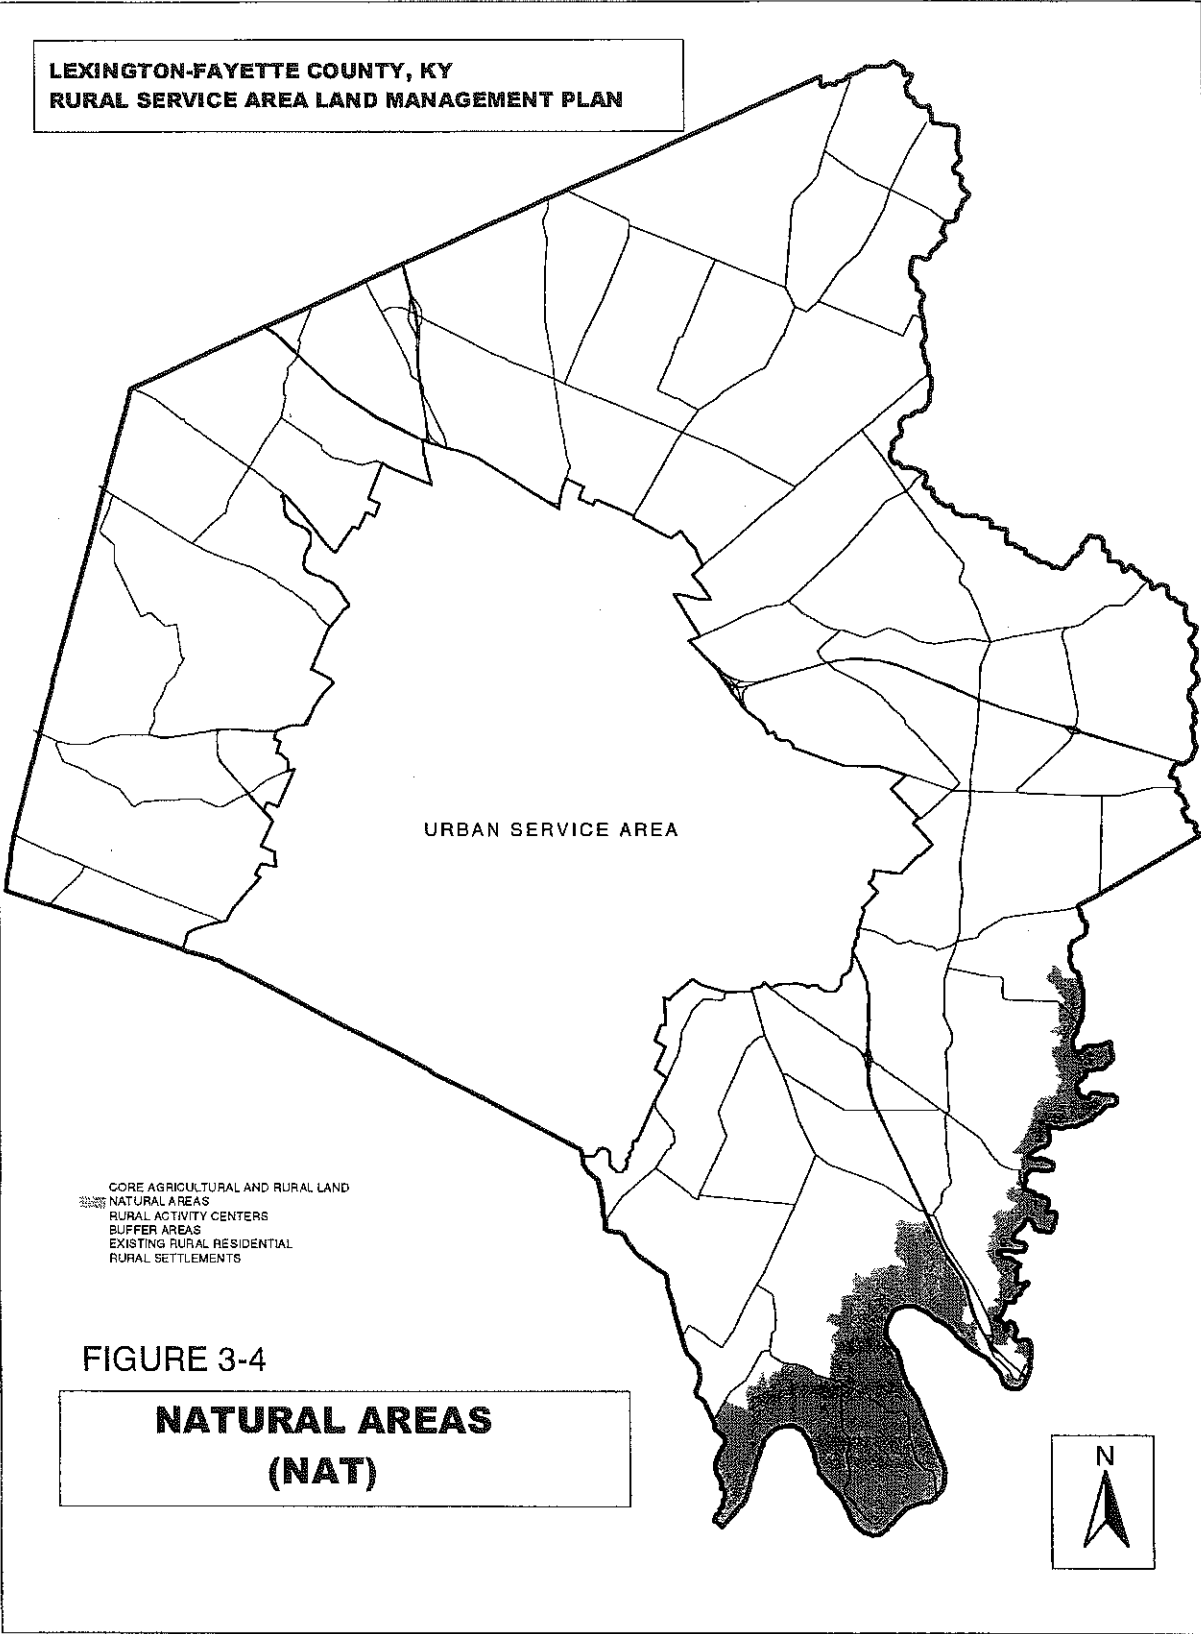 LEXINGTON-FAYETTE COUNTY, KY
RURAL SERVICE AREA LAND MANAGEMENT PLAN
URBAN SERVICE AREA
CORE AGRICULTURAL AND RURAL LAND
NATURAL AREAS
RURAL ACTIVITY CENTERS
BUFFER AREAS
EXISTING RURAL RESIDENTIAL
RURAL SETTLEMENTS
FIGURE 3-4
NATURAL AREAS
(NAT)
N